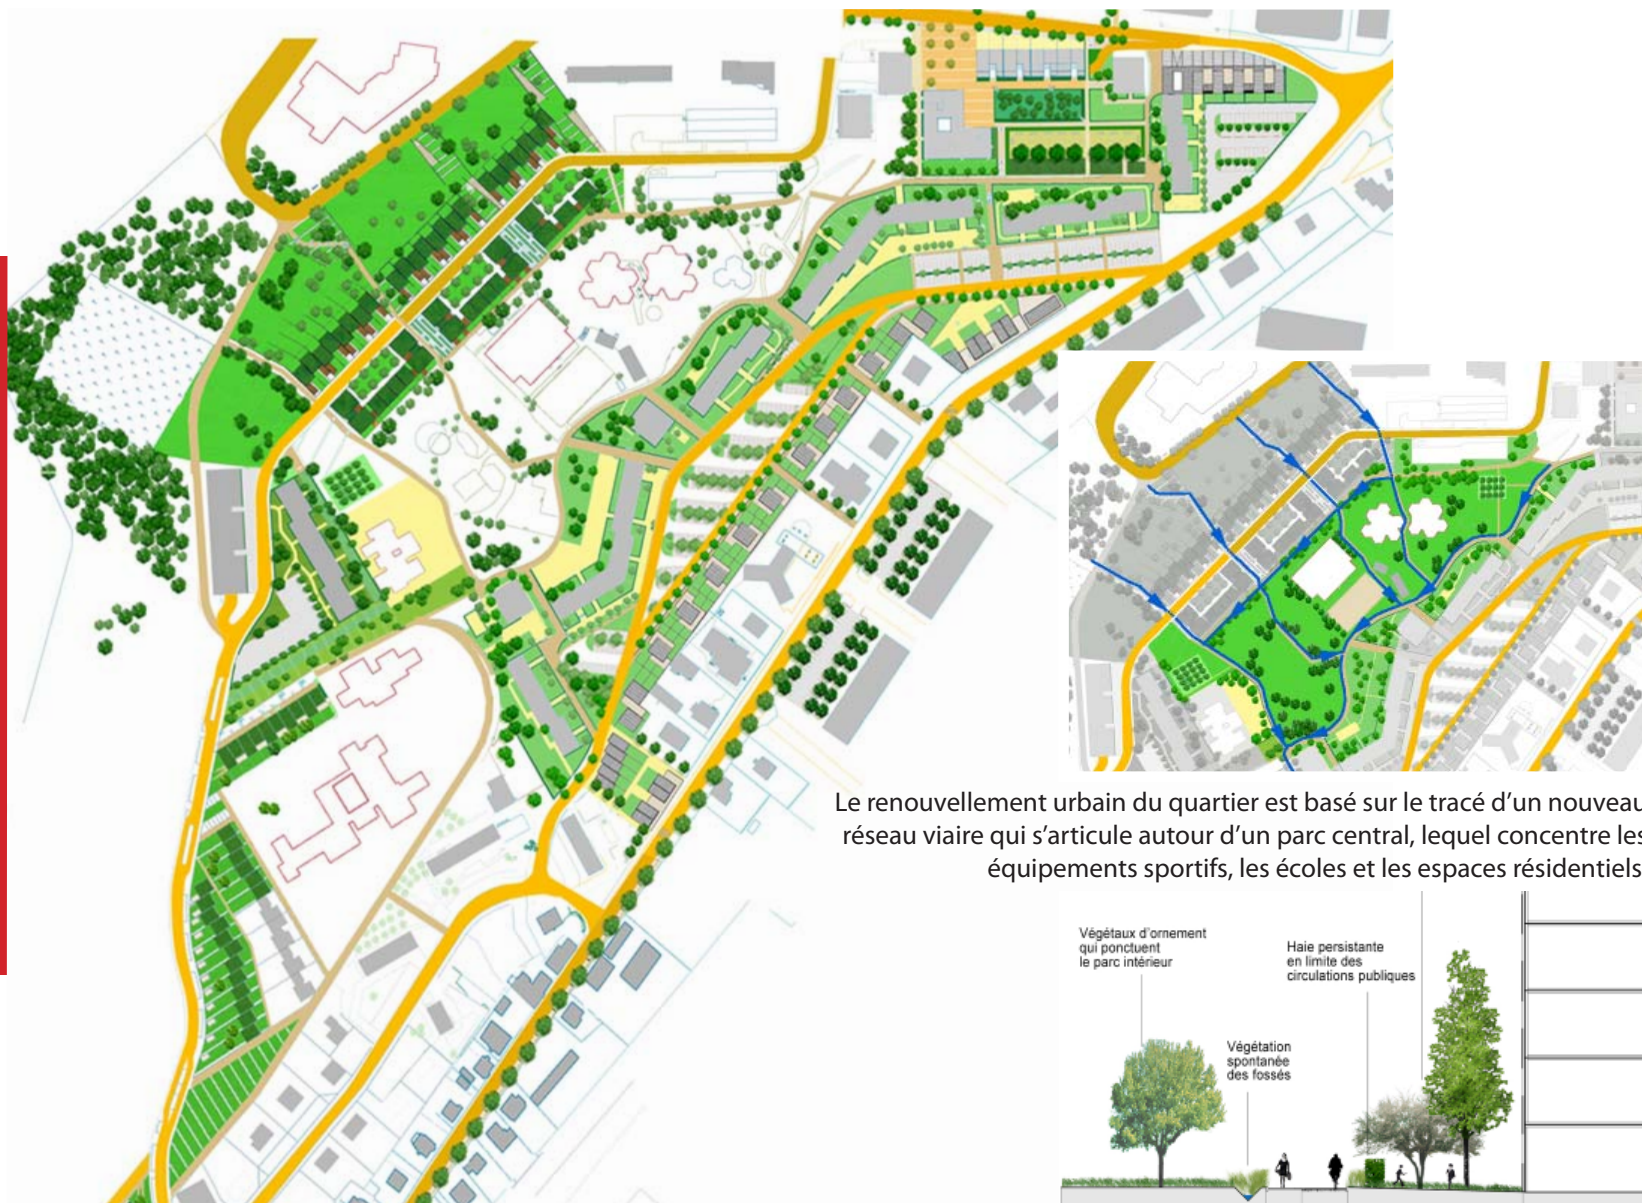 Le renouvellement urbain du quartier est basé sur le tracé d’un nouveau
réseau viaire qui s’articule autour d’un parc central, lequel concentre les
équipements sportifs, les écoles et les espaces résidentiels
Végétaux d’ornement
qui ponctuent
le parc intérieur
Végétation
spontanée
des fossés
Haie persistante
en limite des
circulations publiques